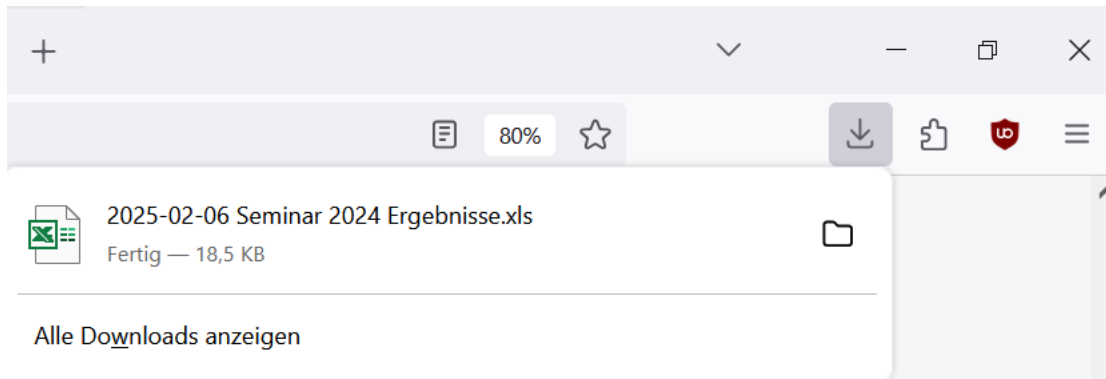 80%
2025-02-06 Seminar 2024 Ergebnisse.xls
Fertig — 18,5 KB
Alle Downloads anzeigen